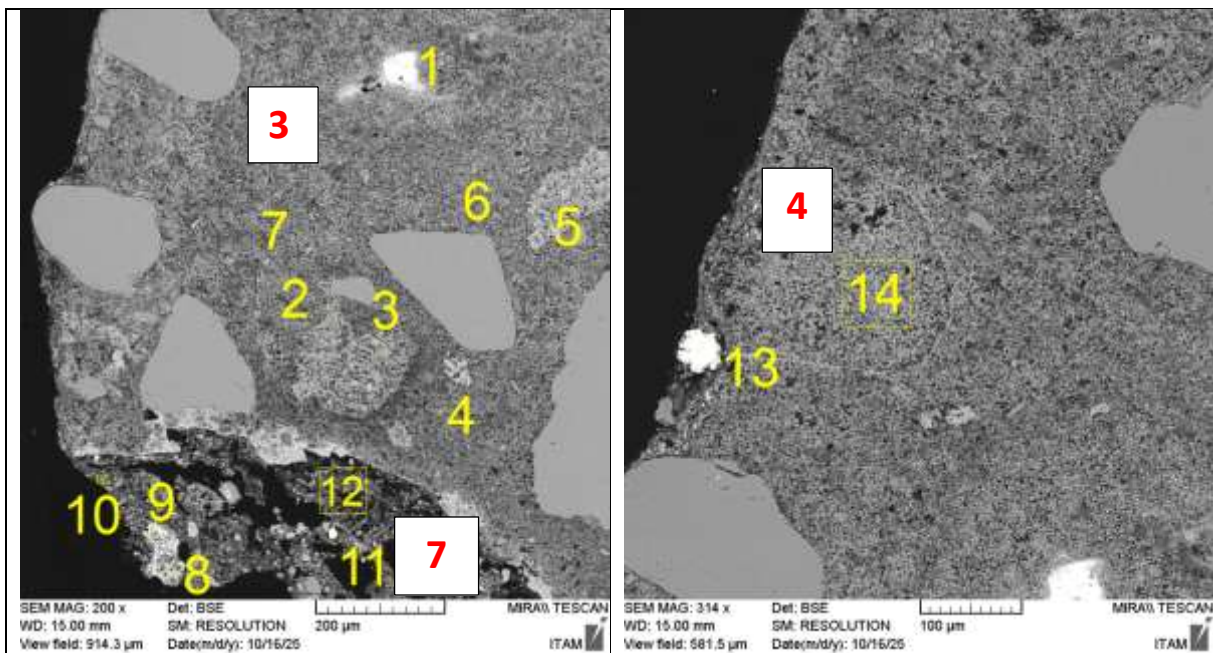 1
3
6
5
7
2
3
4
12
10
9
11
7
8
SEM MAG: 200 x Det: BSE MIRA\\ TESCAN
WD: 15.00 mm SM: RESOLUTION 200 µm
View field: 914.3 µm Date(m/d/y): 10/16/25 ITAM
4
14
13
SEM MAG: 314 x Det: BSE MIRA\\ TESCAN
WD: 15.00 mm SM: RESOLUTION 100 µm
View field: 581.5 µm Date(m/d/y): 10/16/25 ITAM